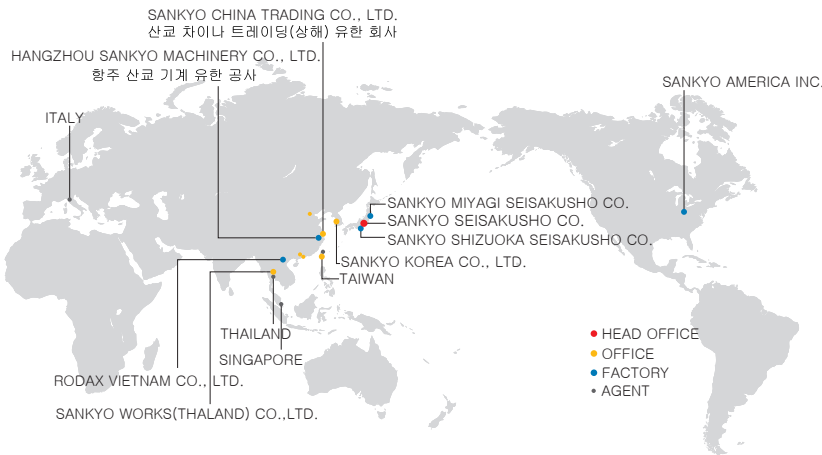 SANKYO CHINA TRADING CO., LTD.
산쿄 차이나 트레이딩(상해) 유한 회사
HANGZHOU SANKYO MACHINERY CO., LTD.
항주 산쿄 기계 유한 공사
SANKYO AMERICA INC.
ITALY
SANKYO MIYAGI SEISAKUSHO CO.
SANKYO SEISAKUSHO CO.
SANKYO SHIZUOKA SEISAKUSHO CO.
SANKYO KOREA CO., LTD.
TAIWAN
THAILAND
SINGAPORE
RODAX VIETNAM CO., LTD.
SANKYO WORKS(THALAND) CO.,LTD.
HEAD OFFICE
OFFICE
FACTORY
AGENT